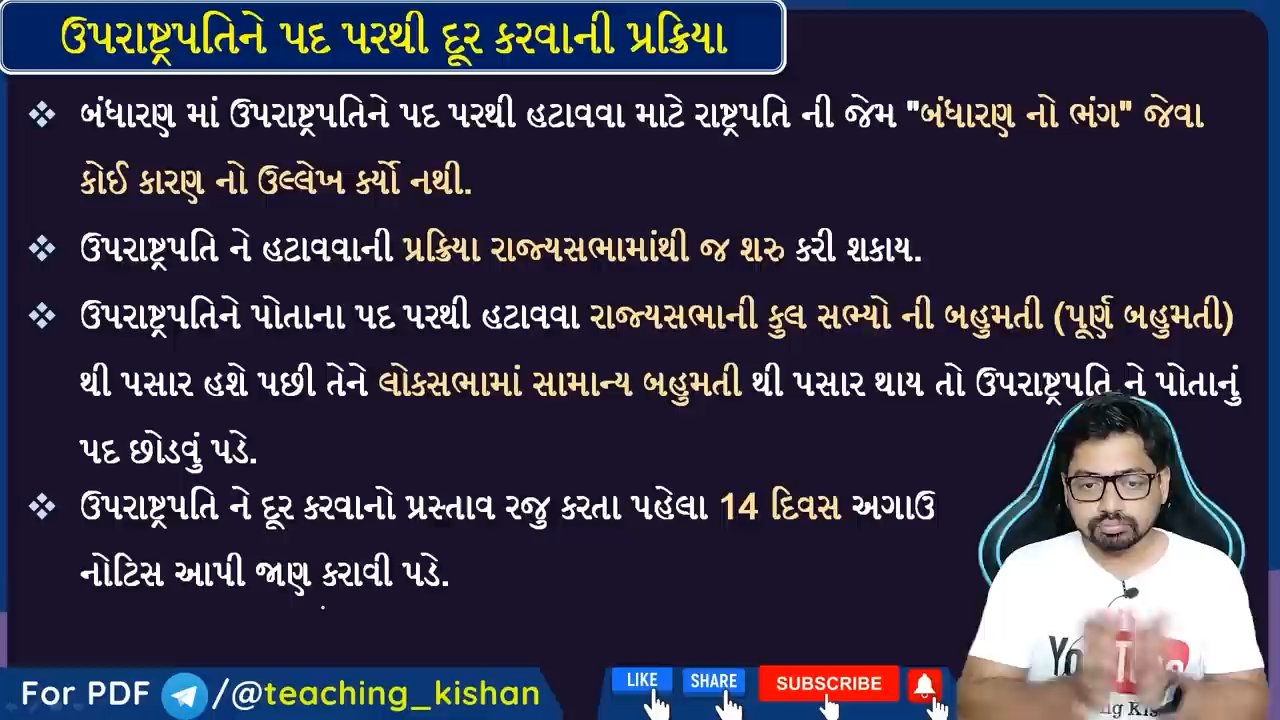 ઉપરાષ્ટ્રપતિને પદ પરથી દૂર કરવાની પ્રક્રિયા
❖ બંધારણ માં ઉપરાષ્ટ્રપતિને પદ પરથી હટાવવા માટે રાષ્ટ્રપતિ ની જેમ "બંધારણ નો ભંગ" જેવા
કોઈ કારણ નો ઉલ્લેખ કર્યો નથી.
❖ ઉપરાષ્ટ્રપતિ ને હટાવવાની પ્રક્રિયા રાજ્યસભામાંથી જ શરુ કરી શકાય.
❖ ઉપરાષ્ટ્રપતિને પોતાના પદ પરથી હટાવવા રાજ્યસભાની કુલ સભ્યો ની બહુમતી (પૂર્ણ બહુમતી)
થી પસાર હશે પછી તેને લોકસભામાં સામાન્ય બહુમતી થી પસાર થાય તો ઉપરાષ્ટ્રપતિ ને પોતાનું
પદ છોડવું પડે.
❖ ઉપરાષ્ટ્રપતિ ને દૂર કરવાનો પ્રસ્તાવ રજુ કરતા પહેલા 14 દિવસ અગાઉ
નોટિસ આપી જાણ કરાવી પડે.
For PDF /@teaching_kishan
LIKE SHARE SUBSCRIBE